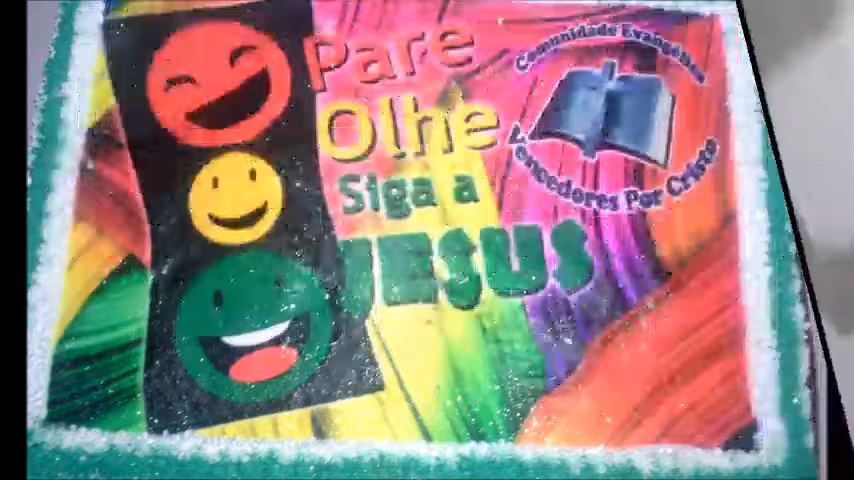 Pare
Olhe
Siga a
JESUS
Comunidade Evangélica
Vencedores Por Cristo